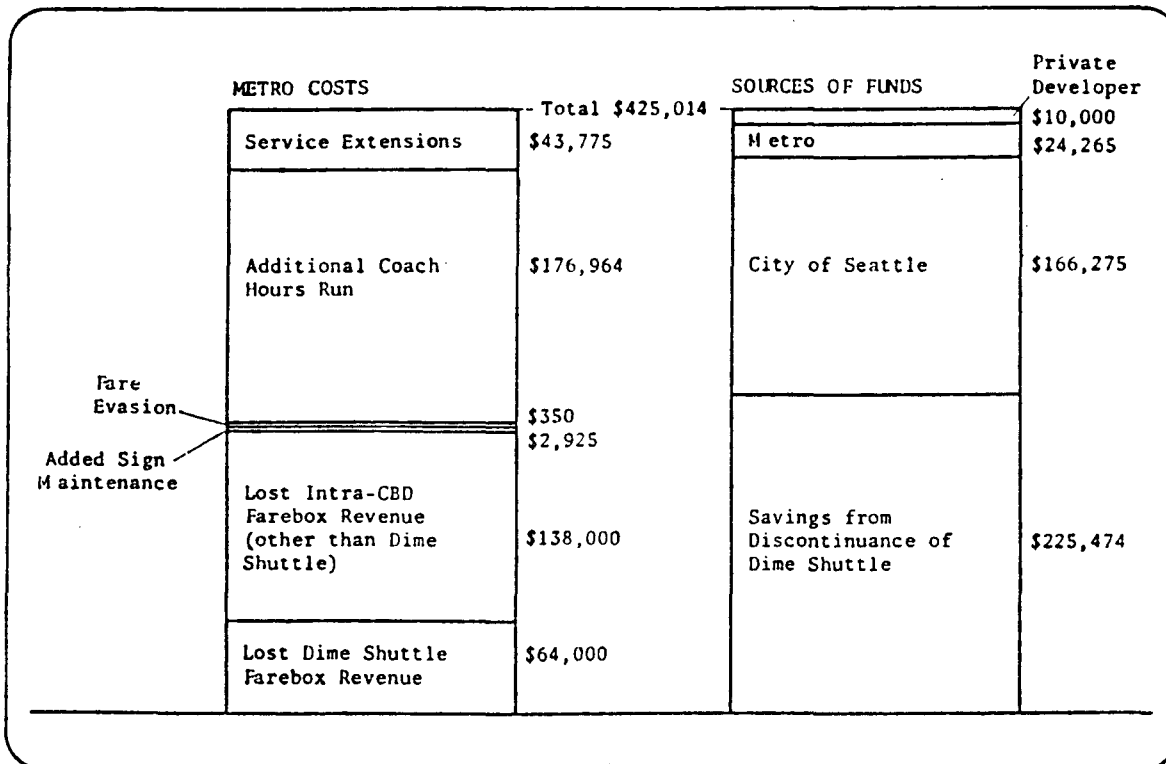 METRO COSTS
Total $425,014
Service Extensions
$43,775
Additional Coach
Hours Run
$176,964
Fare
Evasion
$350
Added Sign
Maintenance
$2,925
Lost Intra-CBD
Farebox Revenue
(other than Dime
Shuttle)
$138,000
Lost Dime Shuttle
Farebox Revenue
$64,000
SOURCES OF FUNDS
Private
Developer
$10,000
Metro
$24,265
City of Seattle
$166,275
Savings from
Discontinuance of
Dime Shuttle
$225,474